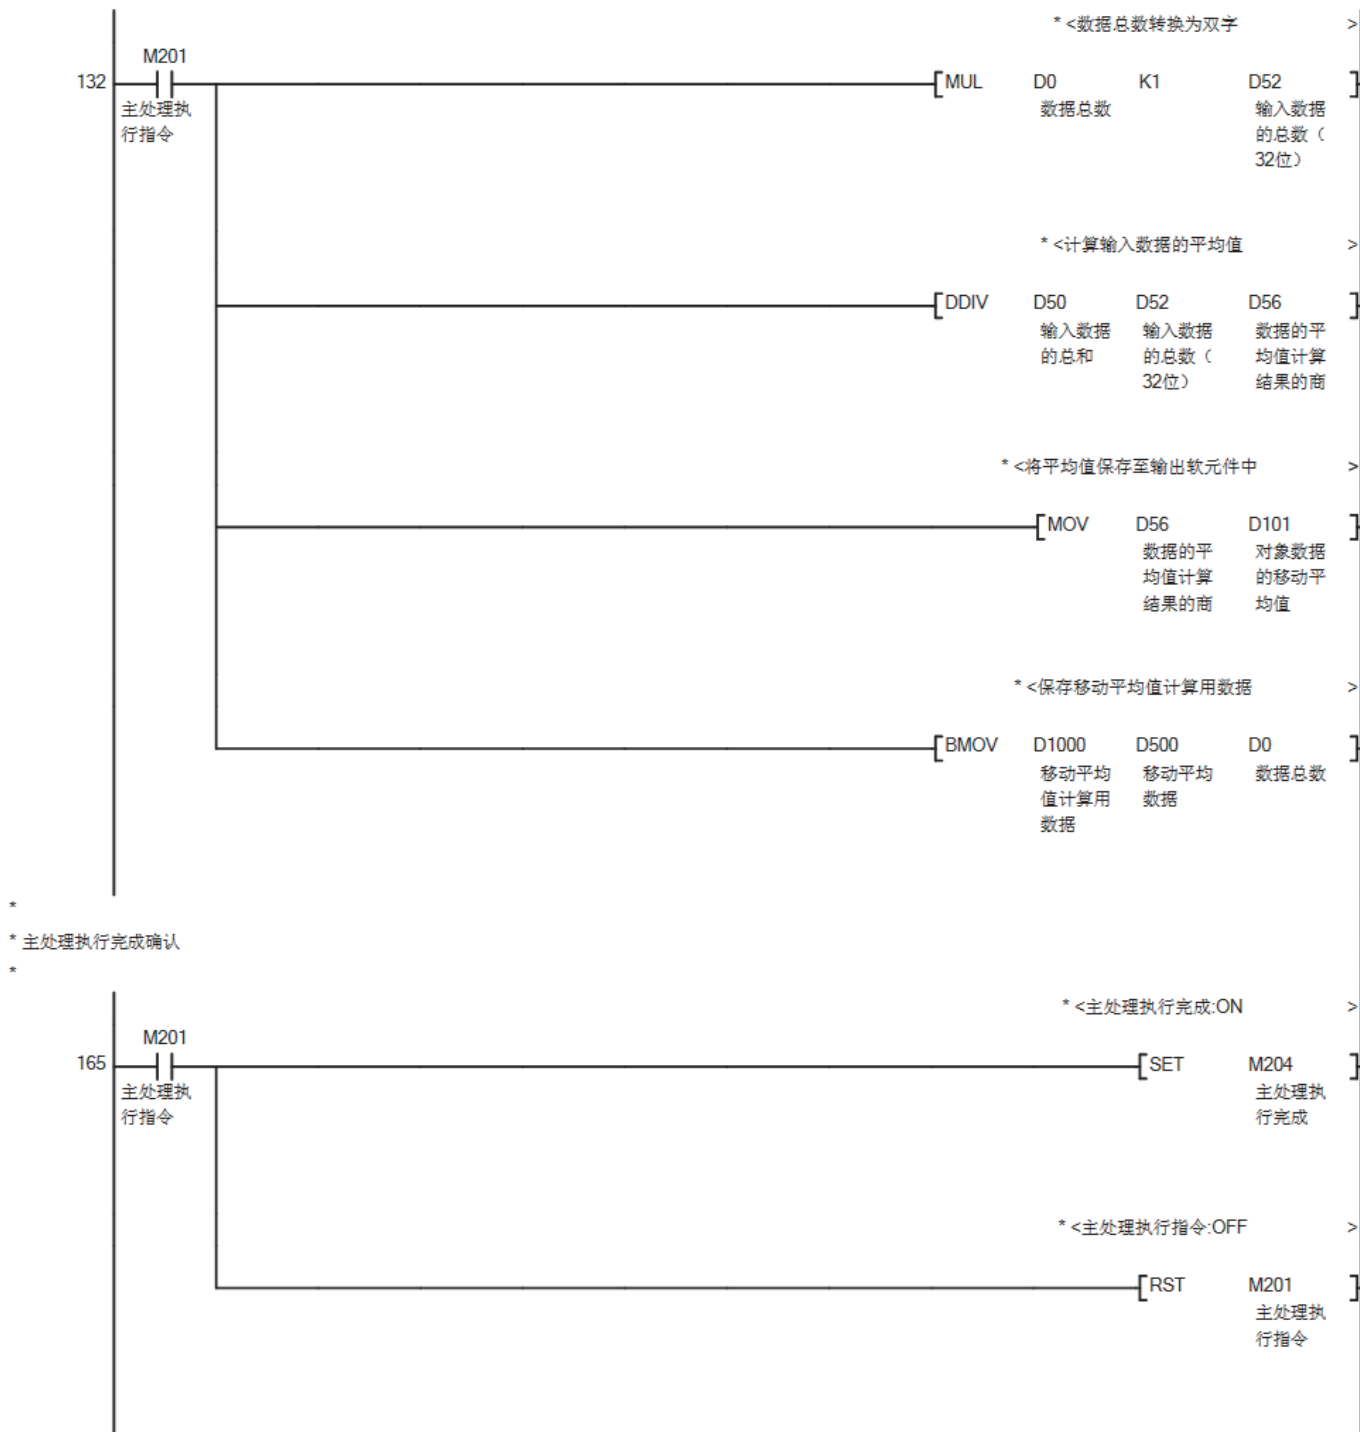 * <数据总数转换为双字 >
M201
132 MUL D0 K1 D52
主处理执 数据总数 输入数据
行指令 的总数（
32位）
* <计算输入数据的平均值 >
DDIV D50 D52 D56
输入数据 输入数据 数据的平
的总和 的总数（ 均值计算
32位） 结果的商
* <将平均值保存至输出软元件中 >
MOV D56 D101
数据的平 对象数据
均值计算 的移动平
结果的商 均值
* <保存移动平均值计算用数据 >
BMOV D1000 D500 D0
移动平均 移动平均 数据总数
值计算用 数据
数据
*
* 主处理执行完成确认
*
* <主处理执行完成:ON >
M201
165 SET M204
主处理执 主处理执
行指令 行完成
* <主处理执行指令:OFF >
RST M201
主处理执
行指令